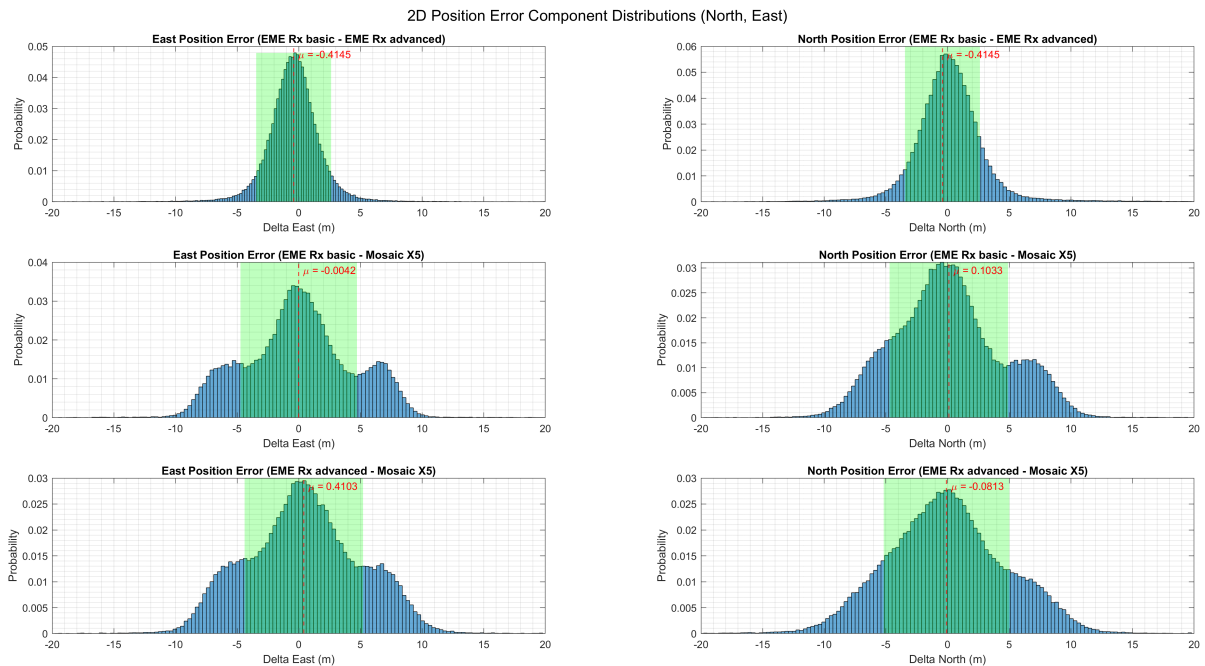 2D Position Error Component Distributions (North, East)
East Position Error (EME Rx basic - EME Rx advanced)
μ = -0.4145
Probability
0.05
0.04
0.03
0.02
0.01
0
-20 -15 -10 -5 0 5 10 15 20
Delta East (m)
North Position Error (EME Rx basic - EME Rx advanced)
μ = -0.4145
Probability
0.06
0.05
0.04
0.03
0.02
0.01
0
-20 -15 -10 -5 0 5 10 15 20
Delta North (m)
East Position Error (EME Rx basic - Mosaic X5)
μ = -0.0042
Probability
0.04
0.03
0.02
0.01
0
-20 -15 -10 -5 0 5 10 15 20
Delta East (m)
North Position Error (EME Rx basic - Mosaic X5)
μ = 0.1033
Probability
0.03
0.025
0.02
0.015
0.01
0.005
0
-20 -15 -10 -5 0 5 10 15 20
Delta North (m)
East Position Error (EME Rx advanced - Mosaic X5)
μ = 0.4103
Probability
0.03
0.025
0.02
0.015
0.01
0.005
0
-20 -15 -10 -5 0 5 10 15 20
Delta East (m)
North Position Error (EME Rx advanced - Mosaic X5)
μ = -0.0813
Probability
0.03
0.025
0.02
0.015
0.01
0.005
0
-20 -15 -10 -5 0 5 10 15 20
Delta North (m)